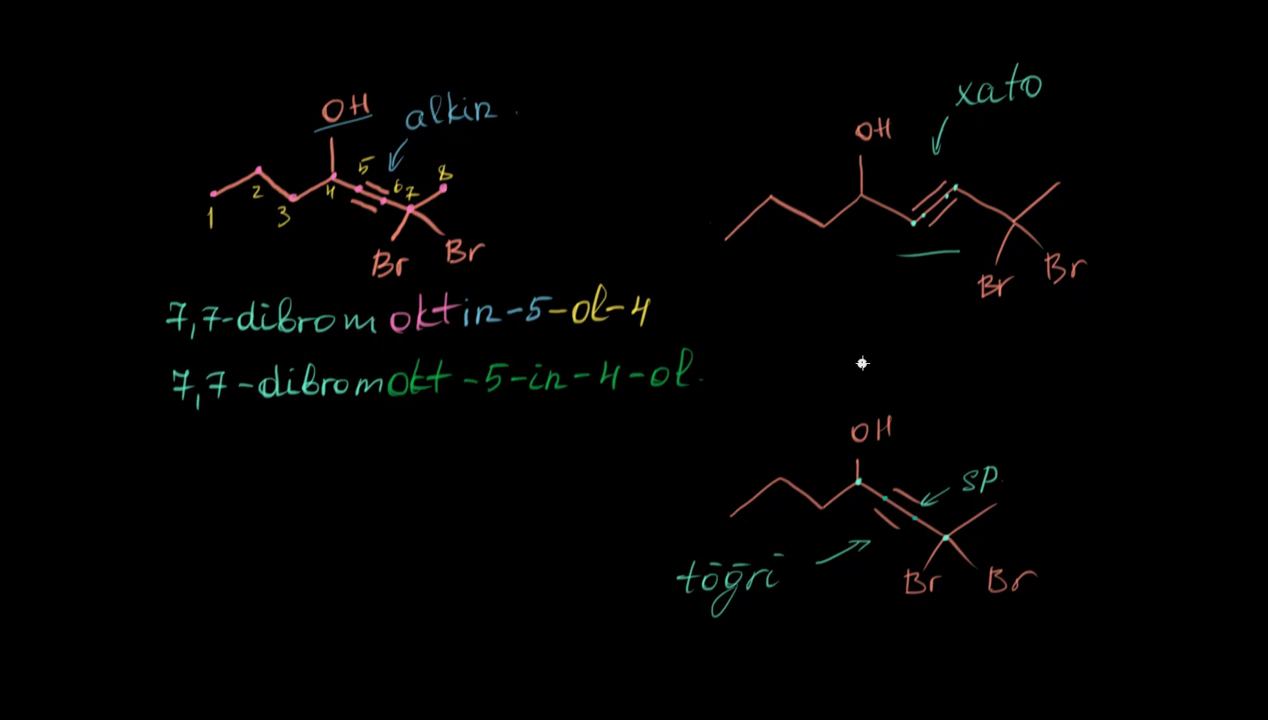 OH
alkin
1 2 3 4 5 6 7 8
Br Br
7,7-dibromoktin-5-ol-4
7,7-dibromokt-5-in-4-ol.
xato
OH
Br Br
OH
sp
tōḡrī
Br Br